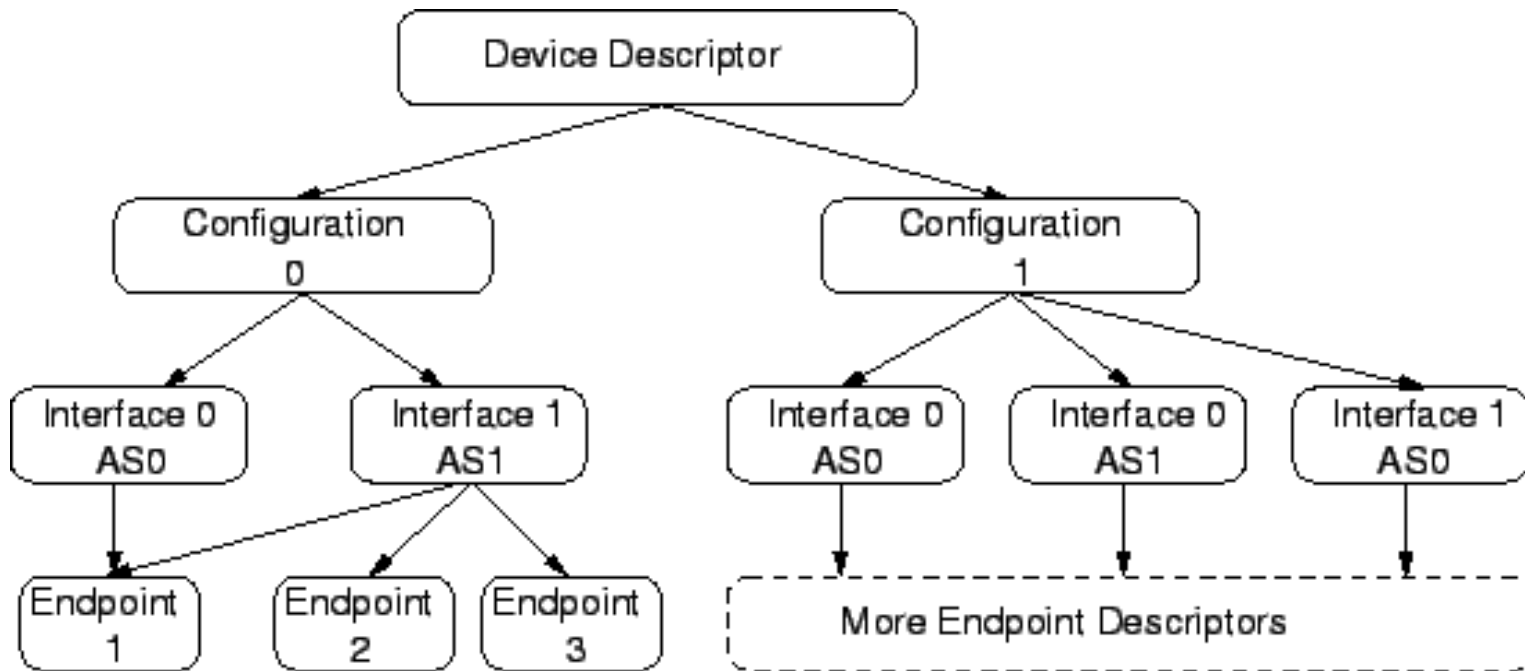 Device Descriptor
Configuration
0
Configuration
1
Interface 0
AS0
Interface 1
AS1
Interface 0
AS0
Interface 0
AS1
Interface 1
AS0
Endpoint
1
Endpoint
2
Endpoint
3
More Endpoint Descriptors